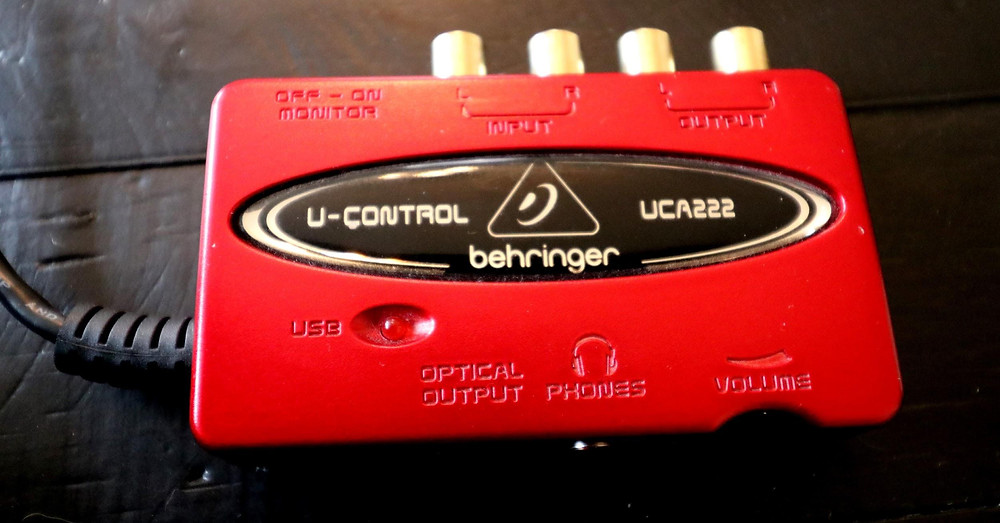 OFF - ON
MONITOR
L R
INPUT
L R
OUTPUT
U-CONTROL
UCA222
behringer
USB
OPTICAL
OUTPUT
PHONES
VOLUME